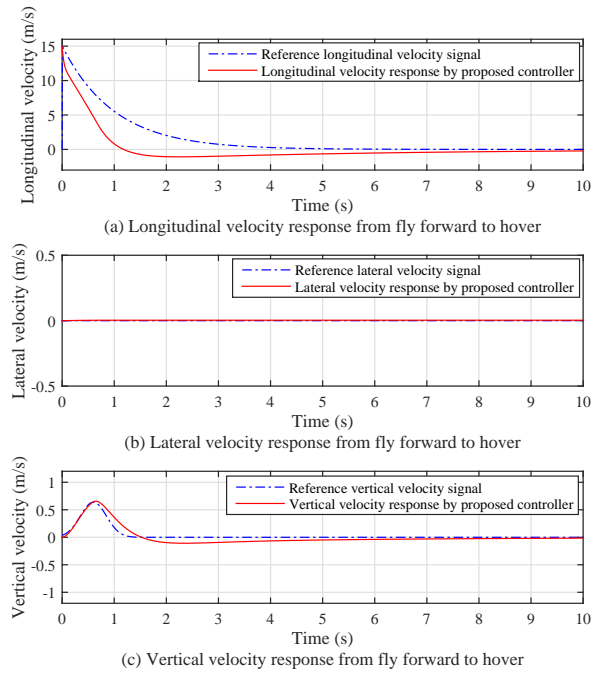 Longitudinal velocity (m/s)
15
10
5
0
Reference longitudinal velocity signal
Longitudinal velocity response by proposed controller
0 1 2 3 4 5 6 7 8 9 10
Time (s)
(a) Longitudinal velocity response from fly forward to hover
Lateral velocity (m/s)
0.5
0
-0.5
Reference lateral velocity signal
Lateral velocity response by proposed controller
0 1 2 3 4 5 6 7 8 9 10
Time (s)
(b) Lateral velocity response from fly forward to hover
Vertical velocity (m/s)
1
0.5
0
-0.5
-1
Reference vertical velocity signal
Vertical velocity response by proposed controller
0 1 2 3 4 5 6 7 8 9 10
Time (s)
(c) Vertical velocity response from fly forward to hover